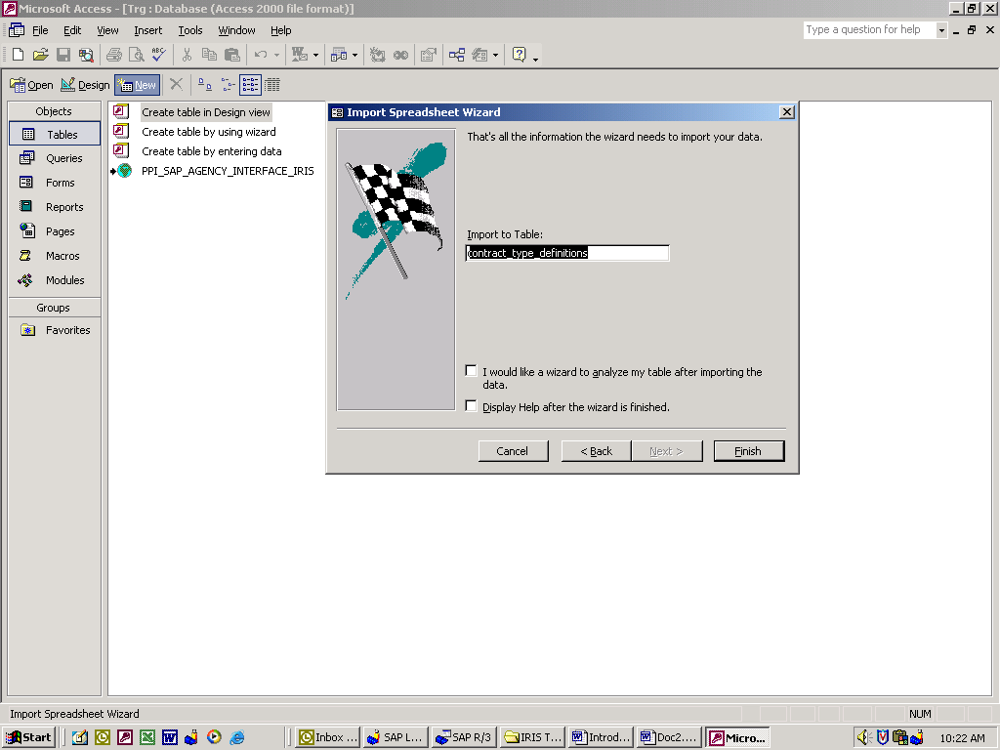 Microsoft Access - [Trg : Database (Access 2000 file format)]
File Edit View Insert Tools Window Help
Type a question for help
Open Design New
Objects
Tables
Queries
Forms
Reports
Pages
Macros
Modules
Groups
Favorites
Create table in Design view
Create table by using wizard
Create table by entering data
PPI_SAP_AGENCY_INTERFACE_IRIS
Import Spreadsheet Wizard
That's all the information the wizard needs to import your data.
Import to Table:
contract_type_definitions
I would like a wizard to analyze my table after importing the
data.
Display Help after the wizard is finished.
Cancel < Back Next > Finish
Import Spreadsheet Wizard
NUM
Start Inbox ... SAP L... SAP R/3 IRIS T... Introd... Doc2.... Micro... 10:22 AM